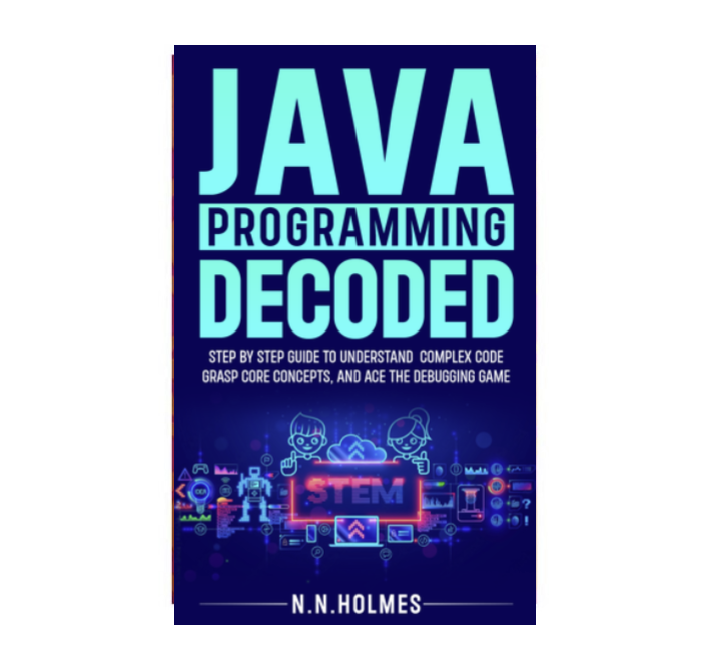 JAVA
PROGRAMMING
DECODED
STEP BY STEP GUIDE TO UNDERSTAND COMPLEX CODE
GRASP CORE CONCEPTS, AND ACE THE DEBUGGING GAME
STEM
N.N.HOLMES